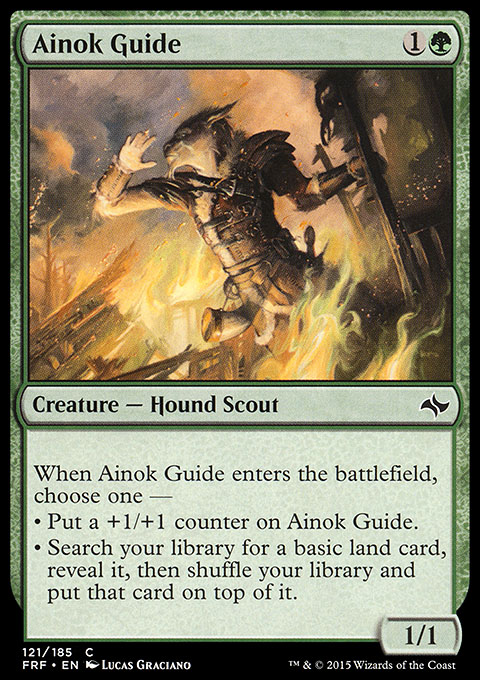 Ainok Guide 1
Creature — Hound Scout
When Ainok Guide enters the battlefield,
choose one —
• Put a +1/+1 counter on Ainok Guide.
• Search your library for a basic land card,
reveal it, then shuffle your library and
put that card on top of it.
1/1
121/185 C
FRF • EN Lucas Graciano
™ & © 2015 Wizards of the Coast